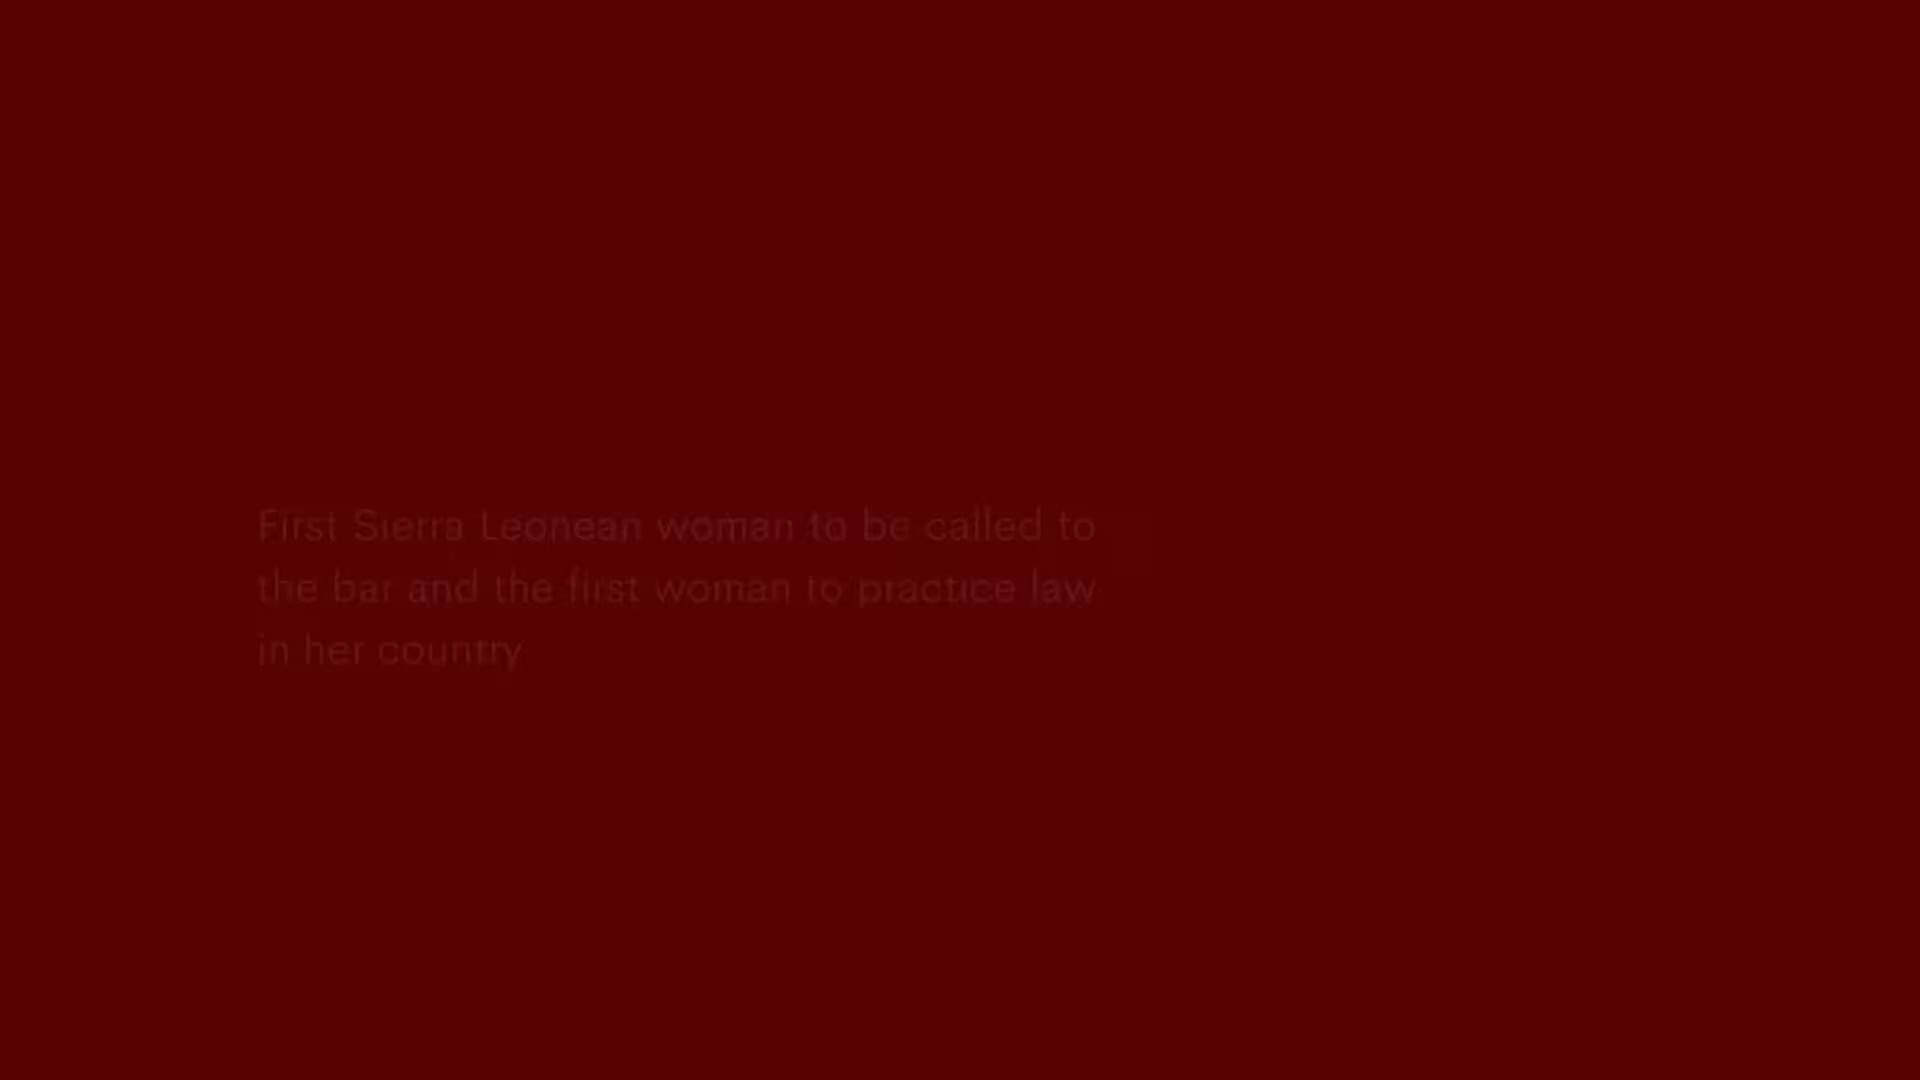 First Sierra Leonean woman to be called to
the bar and the first woman to practice law
in her country